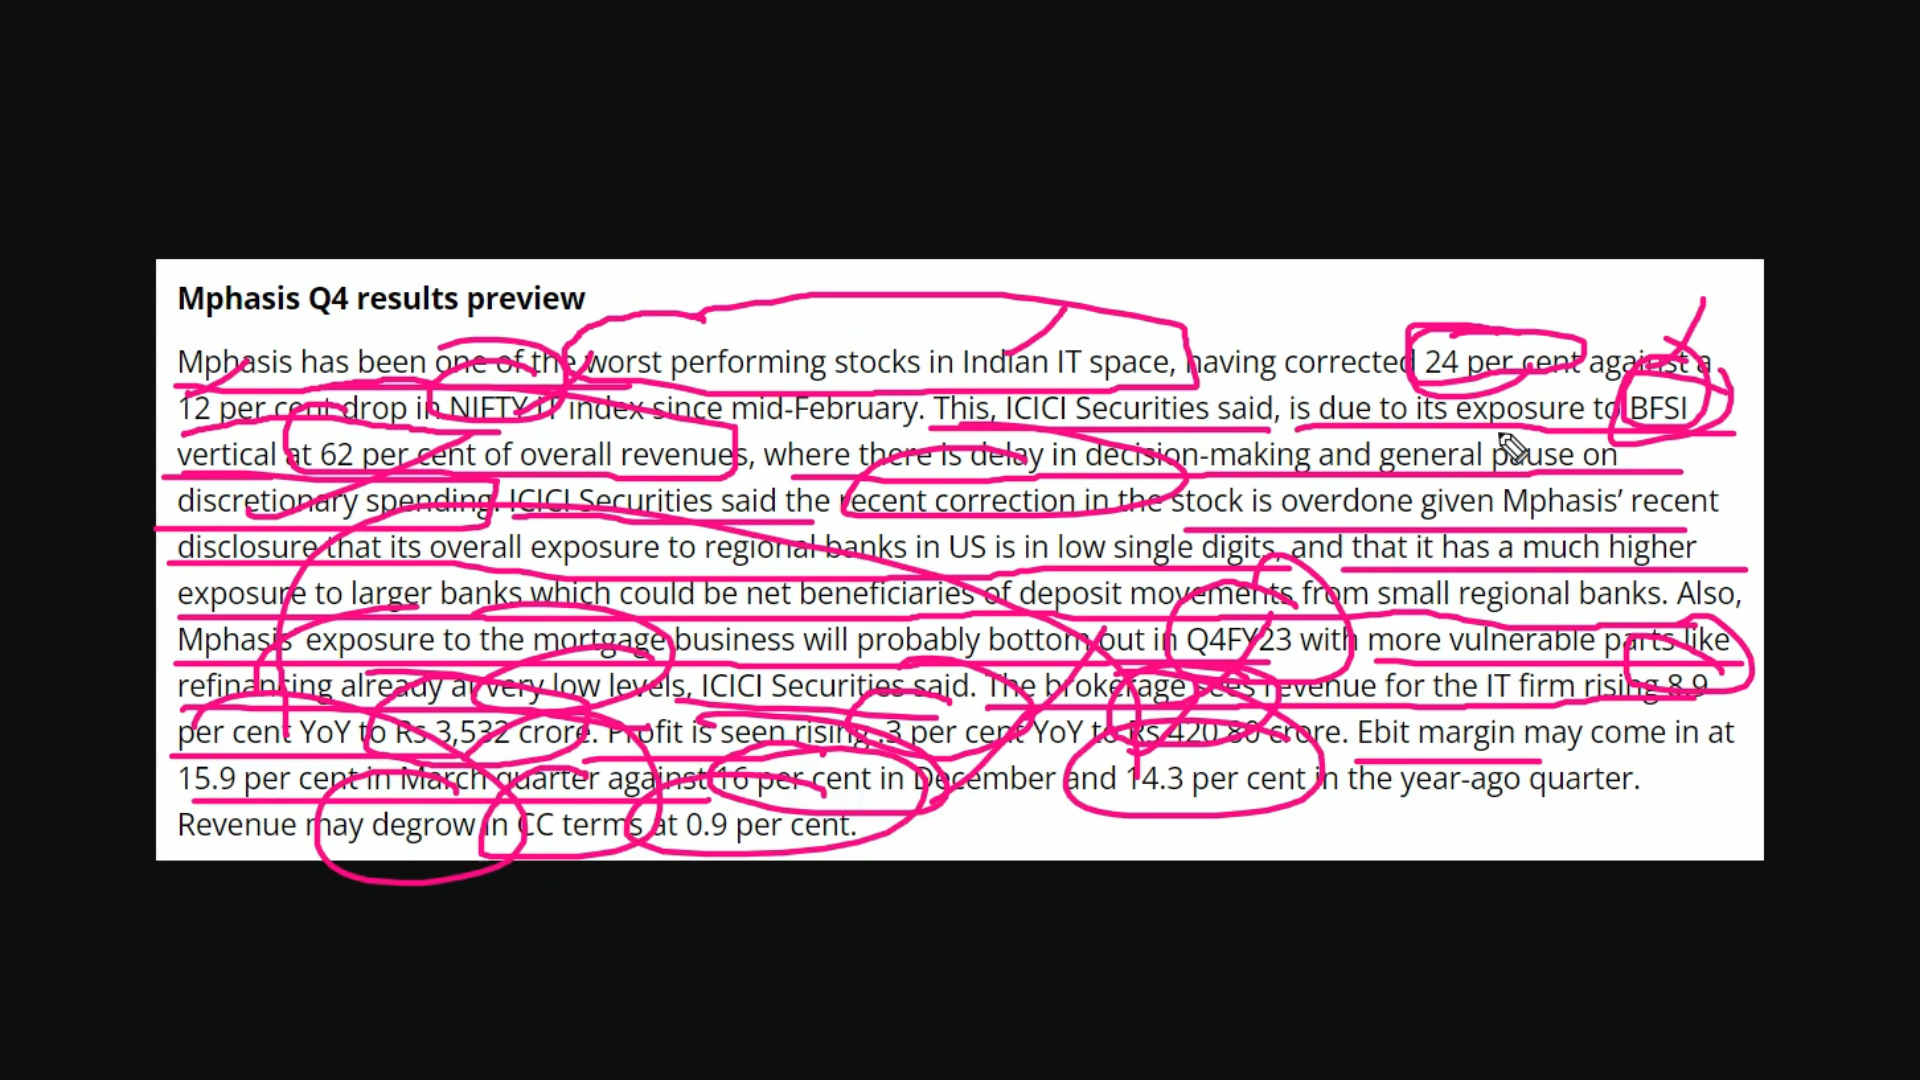 Mphasis Q4 results preview
Mphasis has been one of the worst performing stocks in Indian IT space, having corrected 24 per cent against a
12 per cent drop in NIFTY IT index since mid-February. This, ICICI Securities said, is due to its exposure to BFSI
vertical at 62 per cent of overall revenues, where there is delay in decision-making and general pause on
discretionary spending. ICICI Securities said the recent correction in the stock is overdone given Mphasis’ recent
disclosure that its overall exposure to regional banks in US is in low single digits, and that it has a much higher
exposure to larger banks which could be net beneficiaries of deposit movements from small regional banks. Also,
Mphasis’ exposure to the mortgage business will probably bottom out in Q4FY23 with more vulnerable parts like
refinancing already at very low levels, ICICI Securities said. The brokerage sees revenue for the IT firm rising 8.9
per cent YoY to Rs 3,532 crore. Profit is seen rising .3 per cent YoY to Rs 420.80 crore. Ebit margin may come in at
15.9 per cent in March quarter against 16 per cent in December and 14.3 per cent in the year-ago quarter.
Revenue may degrow in CC terms at 0.9 per cent.